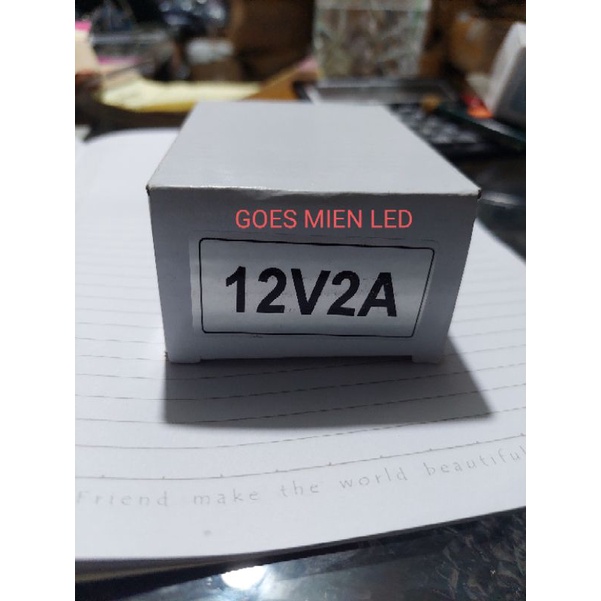 GOES MIEN LED
12V2A
Friend make the world beautiful